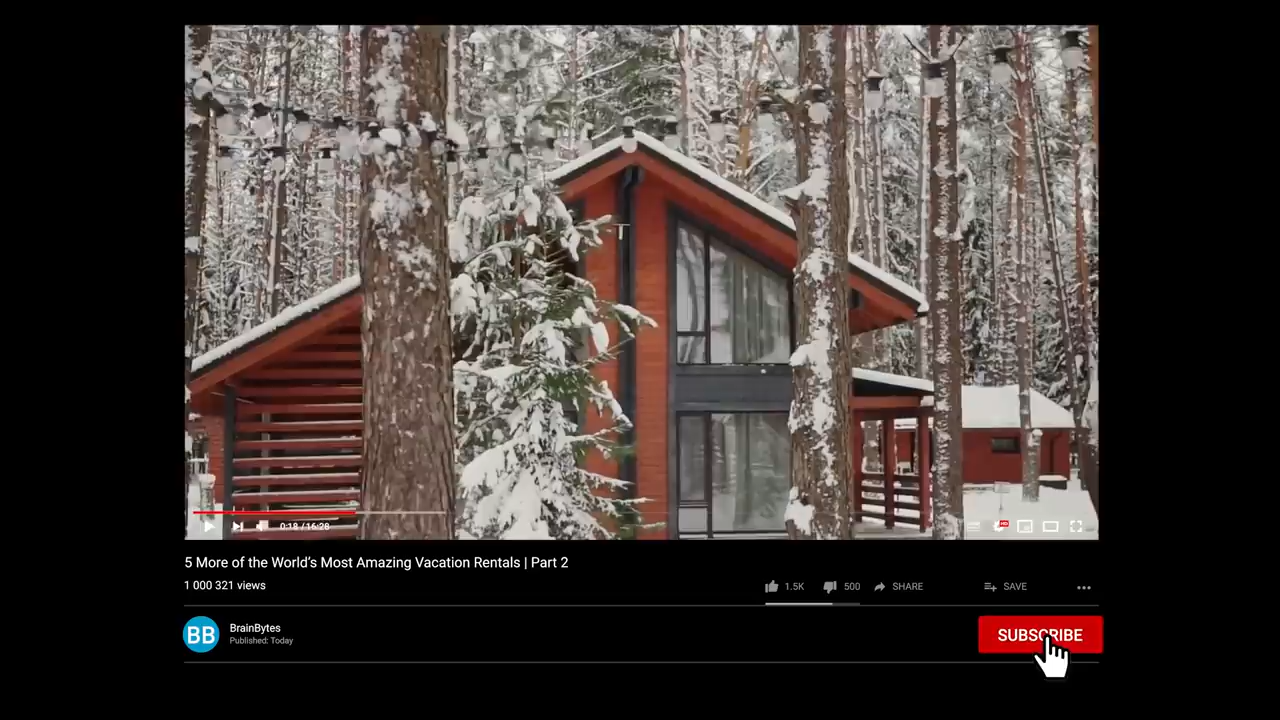 0:18 / 16:28
HD
5 More of the World's Most Amazing Vacation Rentals | Part 2
1 000 321 views
1.5K
500
SHARE
SAVE
BB
BrainBytes
Published: Today
SUBSCRIBE